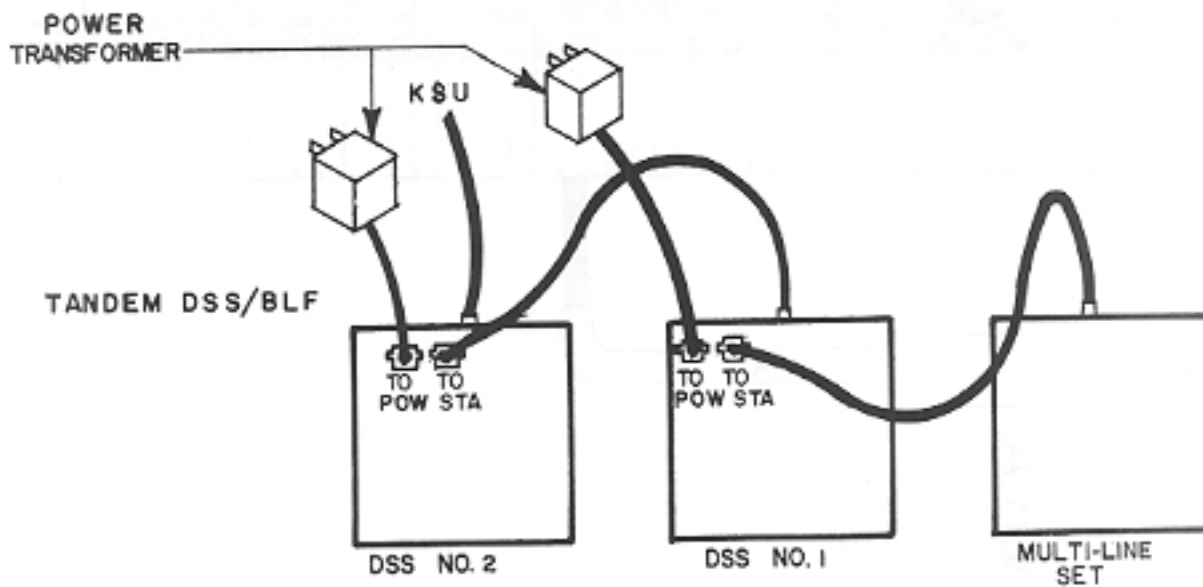 POWER
TRANSFORMER
KSU
TANDEM DSS/BLF
TO TO
POW STA
TO TO
POW STA
DSS NO. 2
DSS NO. 1
MULTI-LINE
SET